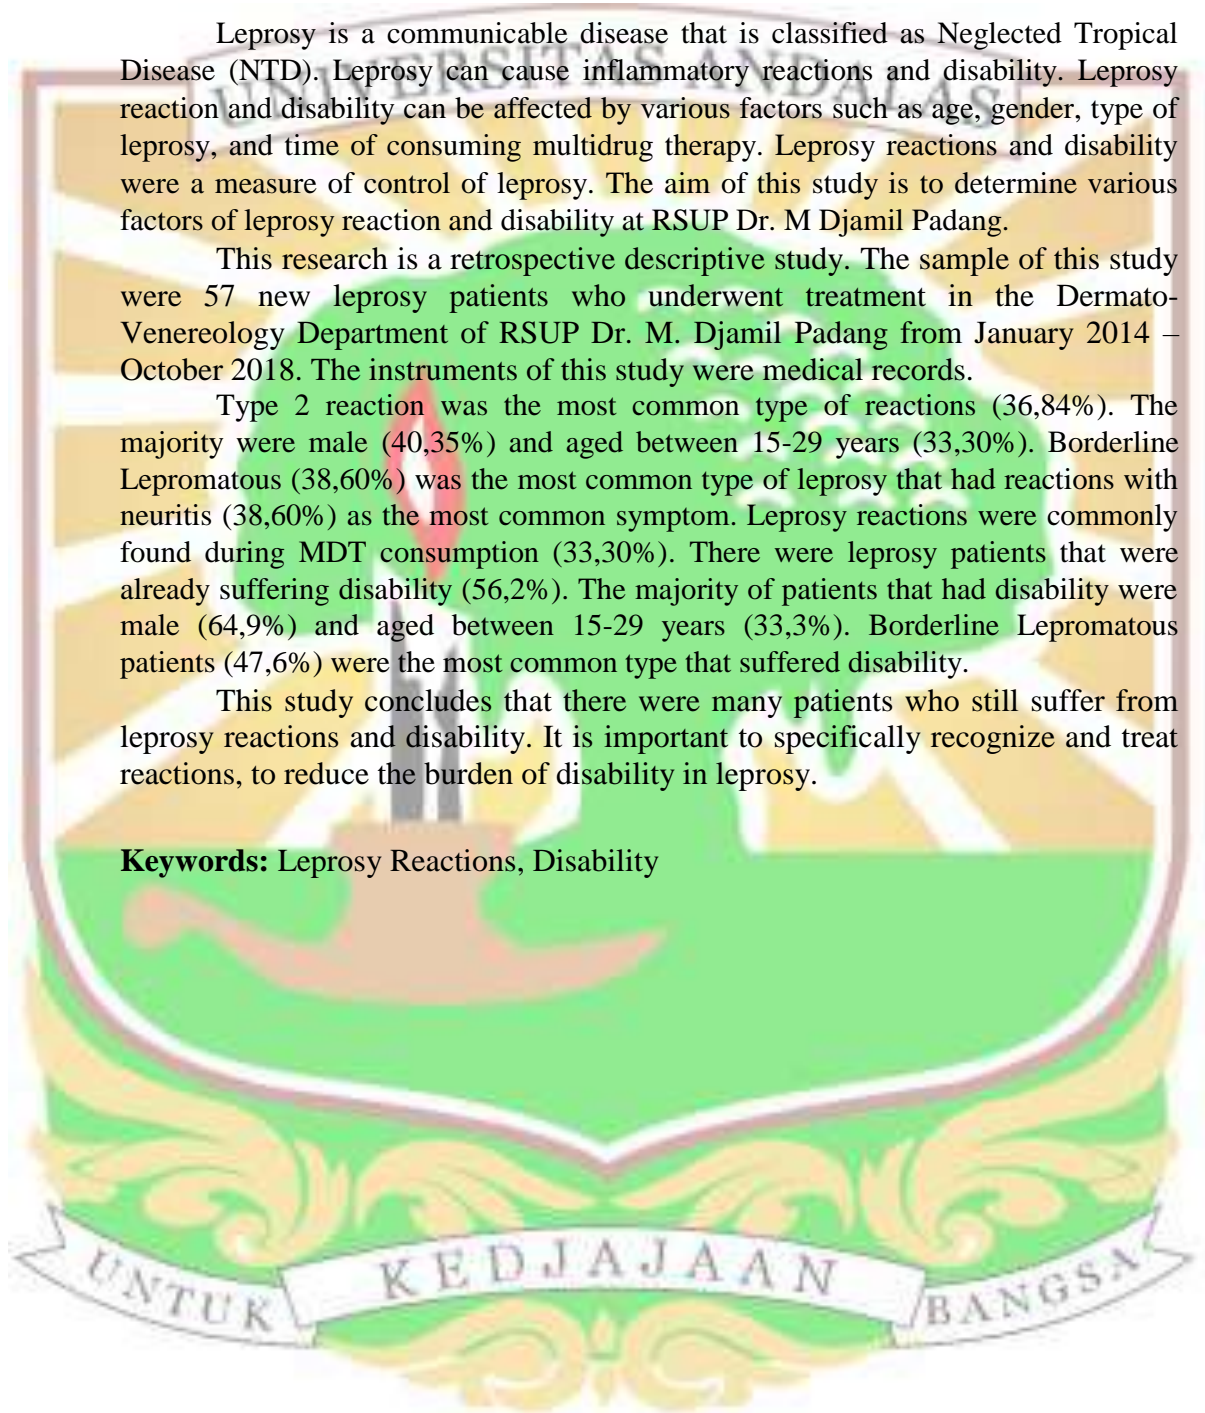 UNIVERSITAS ANDALAS
Leprosy is a communicable disease that is classified as Neglected Tropical
Disease (NTD). Leprosy can cause inflammatory reactions and disability. Leprosy
reaction and disability can be affected by various factors such as age, gender, type of
leprosy, and time of consuming multidrug therapy. Leprosy reactions and disability
were a measure of control of leprosy. The aim of this study is to determine various
factors of leprosy reaction and disability at RSUP Dr. M Djamil Padang.
This research is a retrospective descriptive study. The sample of this study
were 57 new leprosy patients who underwent treatment in the Dermato-
Venereology Department of RSUP Dr. M. Djamil Padang from January 2014 –
October 2018. The instruments of this study were medical records.
Type 2 reaction was the most common type of reactions (36,84%). The
majority were male (40,35%) and aged between 15-29 years (33,30%). Borderline
Lepromatous (38,60%) was the most common type of leprosy that had reactions with
neuritis (38,60%) as the most common symptom. Leprosy reactions were commonly
found during MDT consumption (33,30%). There were leprosy patients that were
already suffering disability (56,2%). The majority of patients that had disability were
male (64,9%) and aged between 15-29 years (33,3%). Borderline Lepromatous
patients (47,6%) were the most common type that suffered disability.
This study concludes that there were many patients who still suffer from
leprosy reactions and disability. It is important to specifically recognize and treat
reactions, to reduce the burden of disability in leprosy.
Keywords: Leprosy Reactions, Disability
UNTUK KEDJAJAAN BANGSA